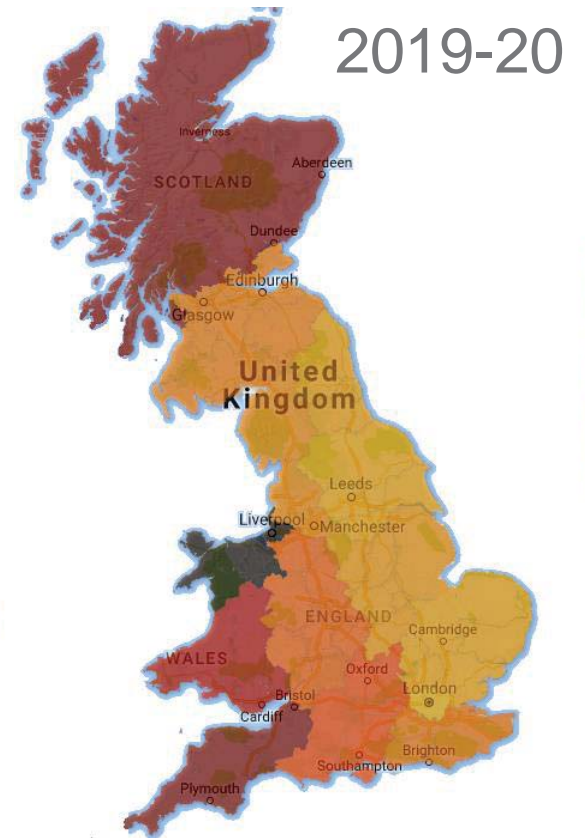 2019-20
Inverness
Aberdeen
SCOTLAND
Dundee
Edinburgh
Glasgow
United
Kingdom
Leeds
Liverpool
Manchester
ENGLAND
Cambridge
WALES
Oxford
London
Bristol
Cardiff
Brighton
Southampton
Plymouth